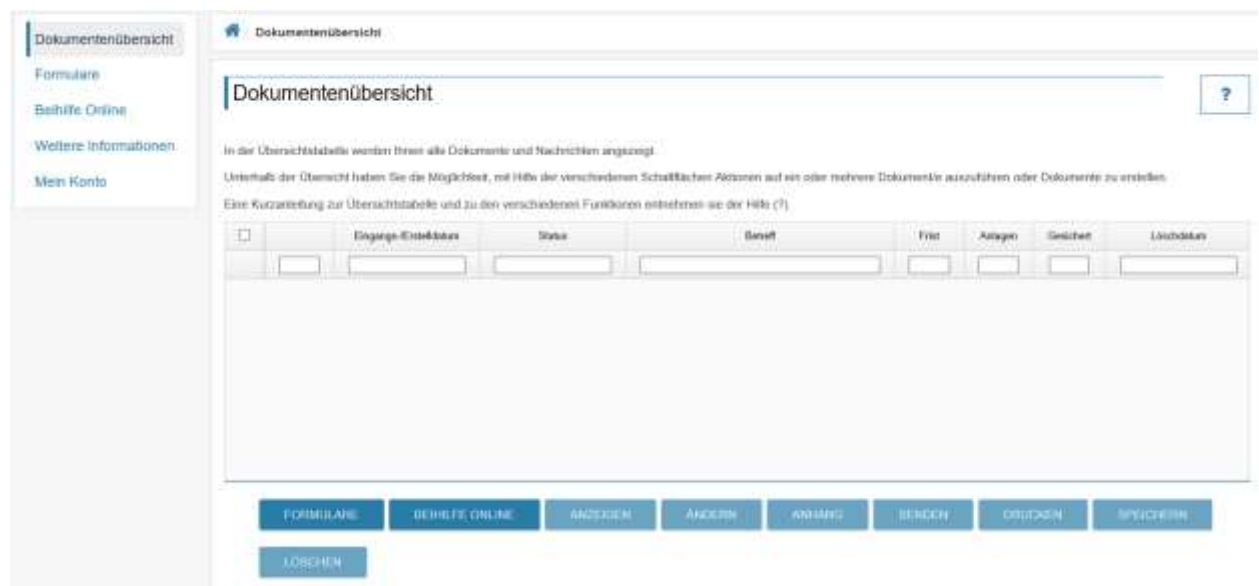 Dokumentenübersicht
Formulare
Beihilfe Online
Weitere Informationen
Mein Konto
Dokumentenübersicht
Dokumentenübersicht
?
In der Übersichtstabelle werden Ihnen alle Dokumente und Nachrichten angezeigt.
Unterhalb der Übersicht haben Sie die Möglichkeit, mit Hilfe der verschiedenen Schaltflächen Aktionen auf ein oder mehrere Dokument/e auszuführen oder Dokumente zu erstellen.
Eine Kurzanleitung zur Übersichtstabelle und zu den verschiedenen Funktionen entnehmen sie der Hilfe (?).
Eingangs-/Erstelldatum Status Betreff Frist Anlagen Gesichert Löschdatum
FORMULARE BEIHILFE ONLINE ANZEIGEN ÄNDERN ANHANG SENDEN DRUCKEN SPEICHERN
LÖSCHEN